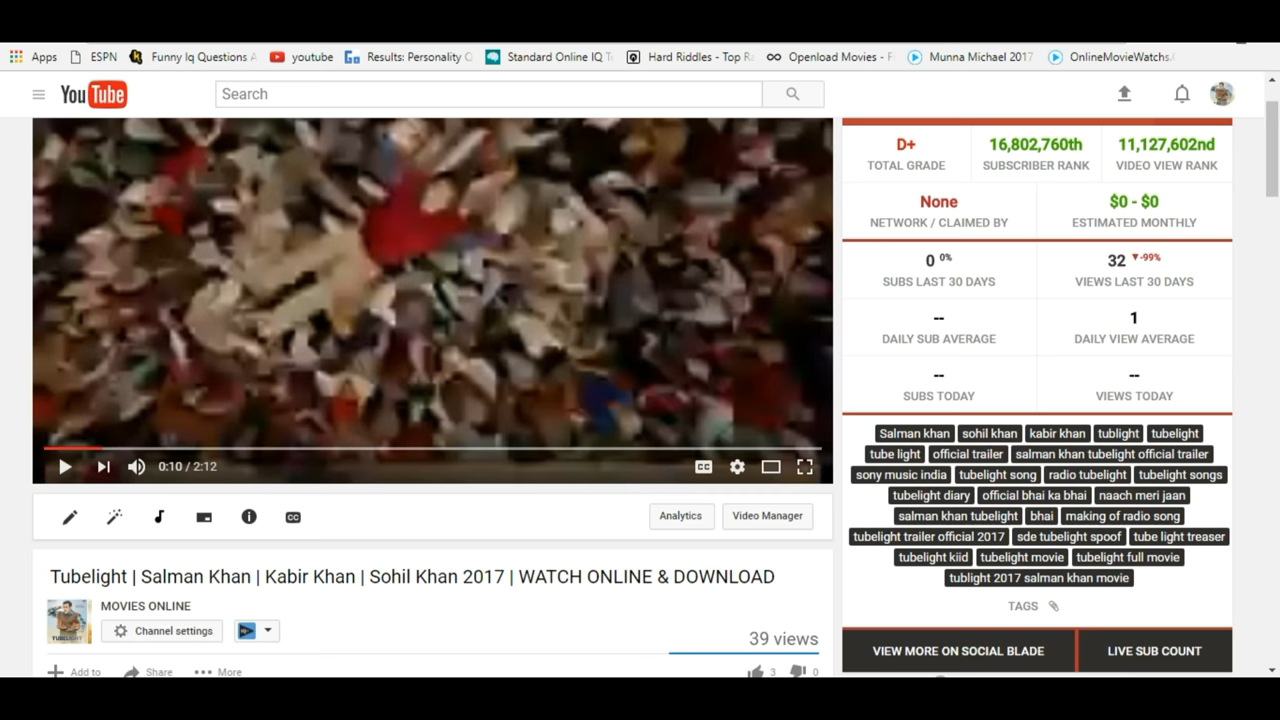 Apps ESPN Funny Iq Questions A youtube Results: Personality Q Standard Online IQ T Hard Riddles - Top Ra Openload Movies - F Munna Michael 2017 OnlineMovieWatchs.
YouTube Search
D+ 16,802,760th 11,127,602nd
TOTAL GRADE SUBSCRIBER RANK VIDEO VIEW RANK
None $0 - $0
NETWORK / CLAIMED BY ESTIMATED MONTHLY
0 0% 32 ▼-99%
SUBS LAST 30 DAYS VIEWS LAST 30 DAYS
-- 1
DAILY SUB AVERAGE DAILY VIEW AVERAGE
-- --
SUBS TODAY VIEWS TODAY
Salman khan sohil khan kabir khan tublight tubelight
tube light official trailer salman khan tubelight official trailer
sony music india tubelight song radio tubelight tubelight songs
tubelight diary official bhai ka bhai naach meri jaan
salman khan tubelight bhai making of radio song
tubelight trailer official 2017 sde tubelight spoof tube light treaser
tubelight kiid tubelight movie tubelight full movie
tublight 2017 salman khan movie
TAGS
VIEW MORE ON SOCIAL BLADE LIVE SUB COUNT
0:10 / 2:12 CC
CC Analytics Video Manager
Tubelight | Salman Khan | Kabir Khan | Sohil Khan 2017 | WATCH ONLINE & DOWNLOAD
TUBELIGHT MOVIES ONLINE
Channel settings
39 views
Add to Share More 3 0